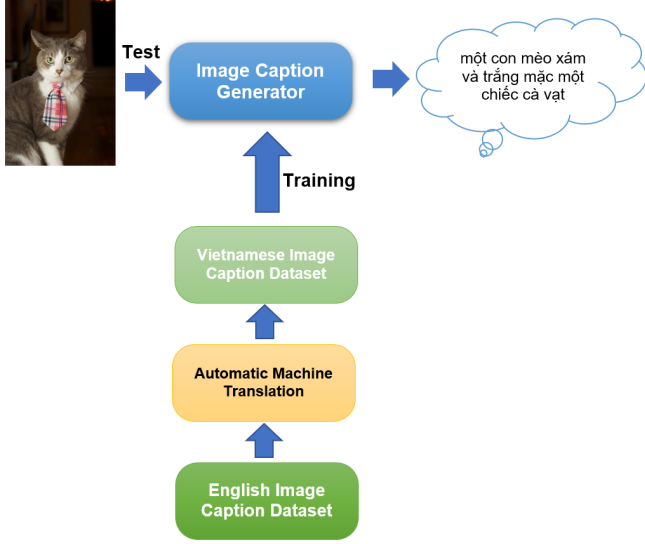 Test
Image Caption
Generator
một con mèo xám
và trắng mặc một
chiếc cà vạt
Training
Vietnamese Image
Caption Dataset
Automatic Machine
Translation
English Image
Caption Dataset